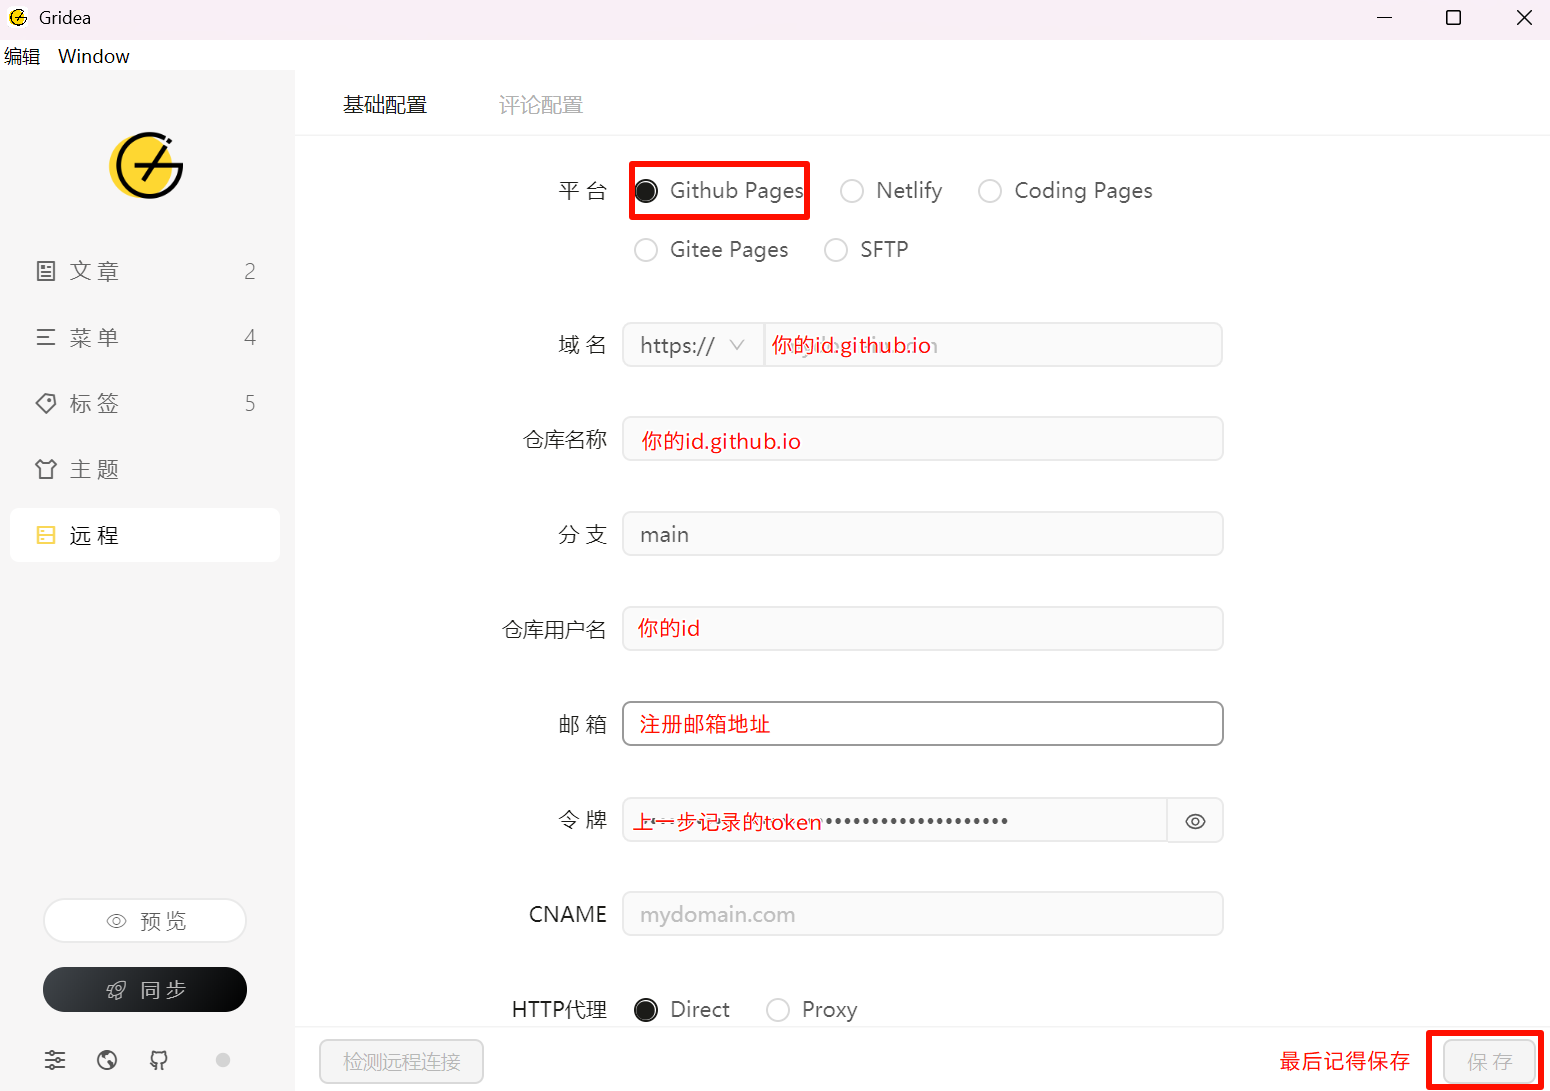 Gridea
编辑 Window
基础配置 评论配置
平台 Github Pages Netlify Coding Pages
Gitee Pages SFTP
文章 2
菜单 4
标签 5
主题
远程
域名 https:// 你的id.github.io
仓库名称 你的id.github.io
分支 main
仓库用户名 你的id
邮箱 注册邮箱地址
令牌 上一步记录的token
CNAME mydomain.com
HTTP代理 Direct Proxy
预览
同步
检测远程连接 最后记得保存 保存